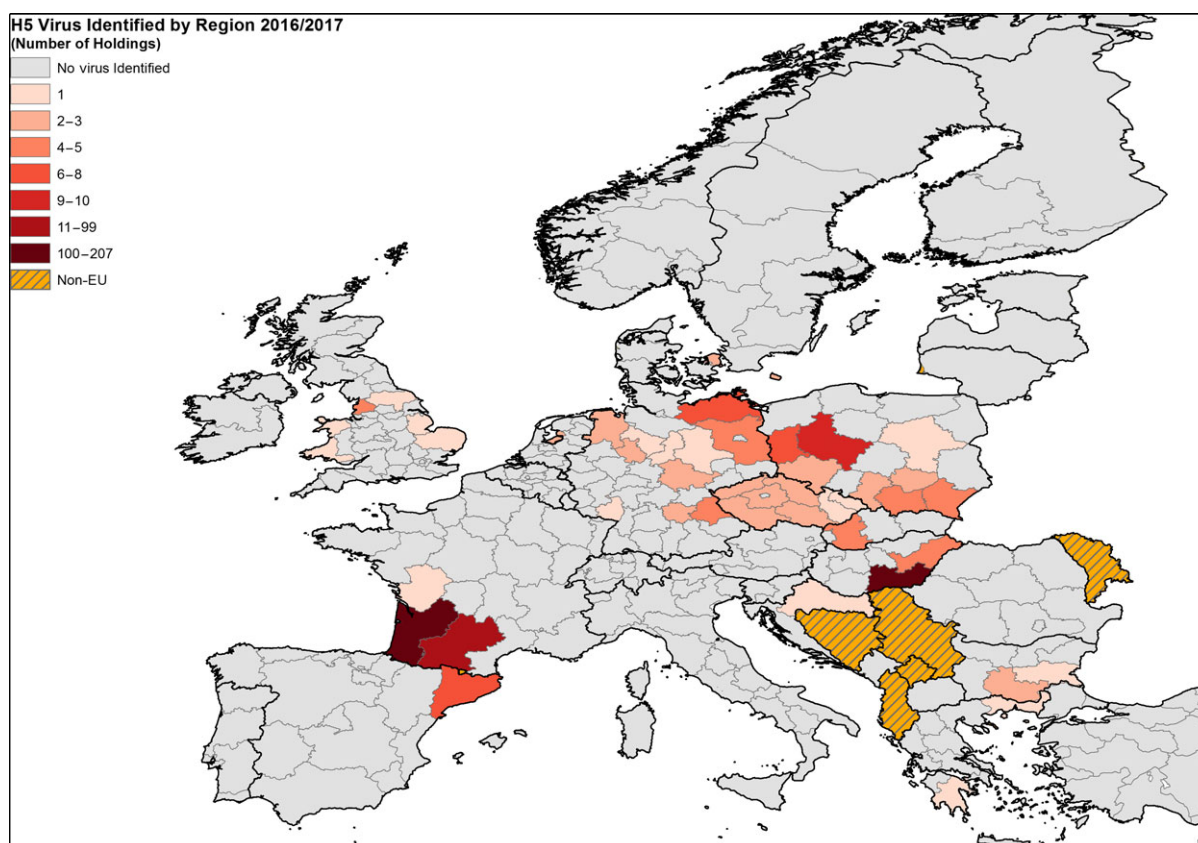 H5 Virus Identified by Region 2016/2017
(Number of Holdings)
No virus Identified
1
2–3
4–5
6–8
9–10
11–99
100–207
Non-EU